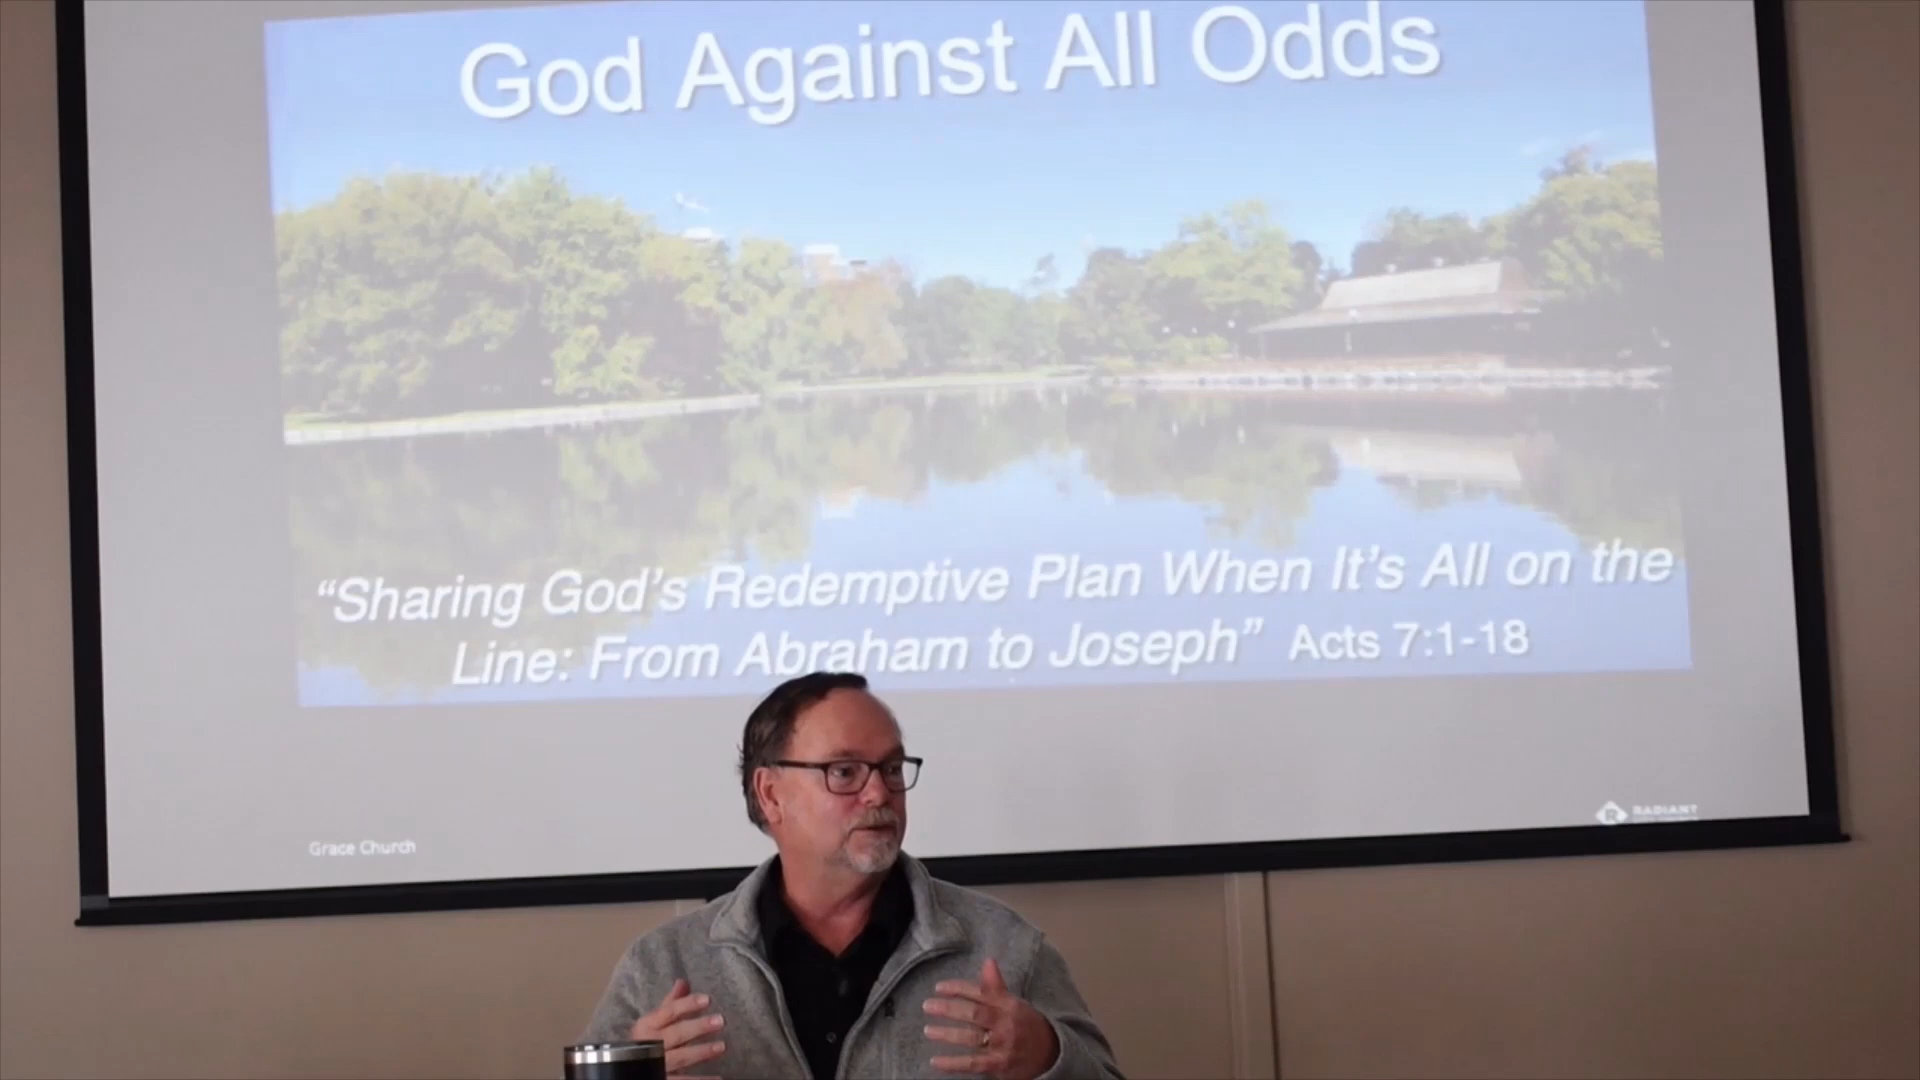 God Against All Odds
“Sharing God’s Redemptive Plan When It’s All on the
Line: From Abraham to Joseph” Acts 7:1-18
Grace Church
RADIANT